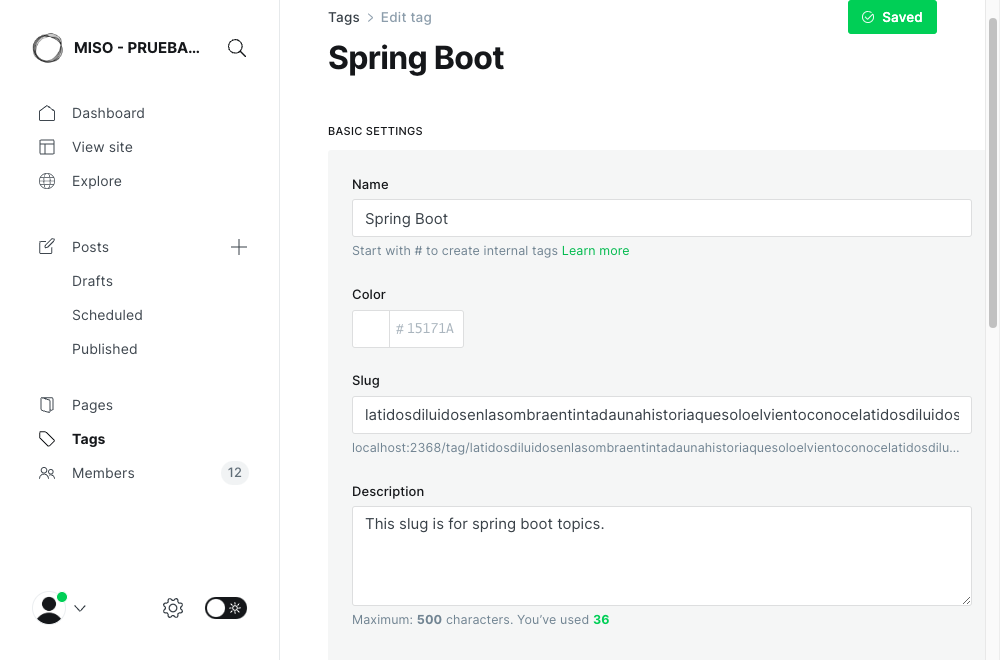 Tags > Edit tag
Saved
MISO - PRUEBA...
Spring Boot
Dashboard
View site
Explore
BASIC SETTINGS
Name
Spring Boot
Start with # to create internal tags Learn more
Posts
Drafts
Scheduled
Published
Color
# 15171A
Slug
latidosdiluidosenlasombraentintadaunahistoriaquesoloelvientoconocelatidosdiluidos
localhost:2368/tag/latidosdiluidosenlasombraentintadaunahistoriaquesoloelvientoconocelatidosdilu...
Pages
Tags
Members 12
Description
This slug is for spring boot topics.
Maximum: 500 characters. You've used 36